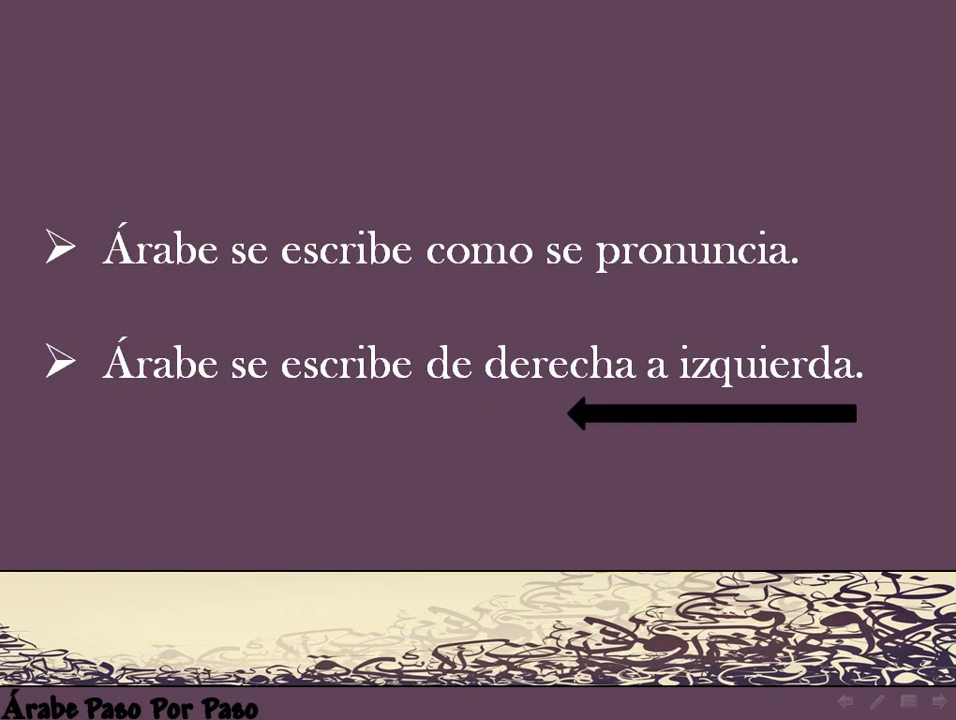 Árabe se escribe como se pronuncia.
Árabe se escribe de derecha a izquierda.
Árabe Paso Por Paso